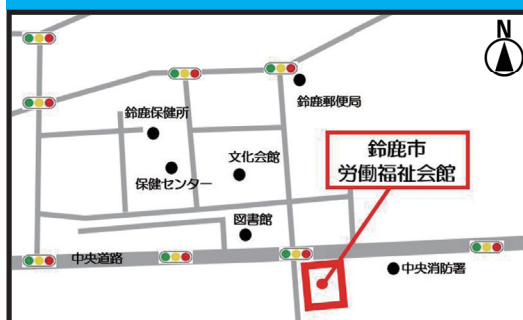 N
鈴鹿郵便局
鈴鹿保健所
鈴鹿市
労働福祉会館
文化会館
保健センター
図書館
中央道路
中央消防署